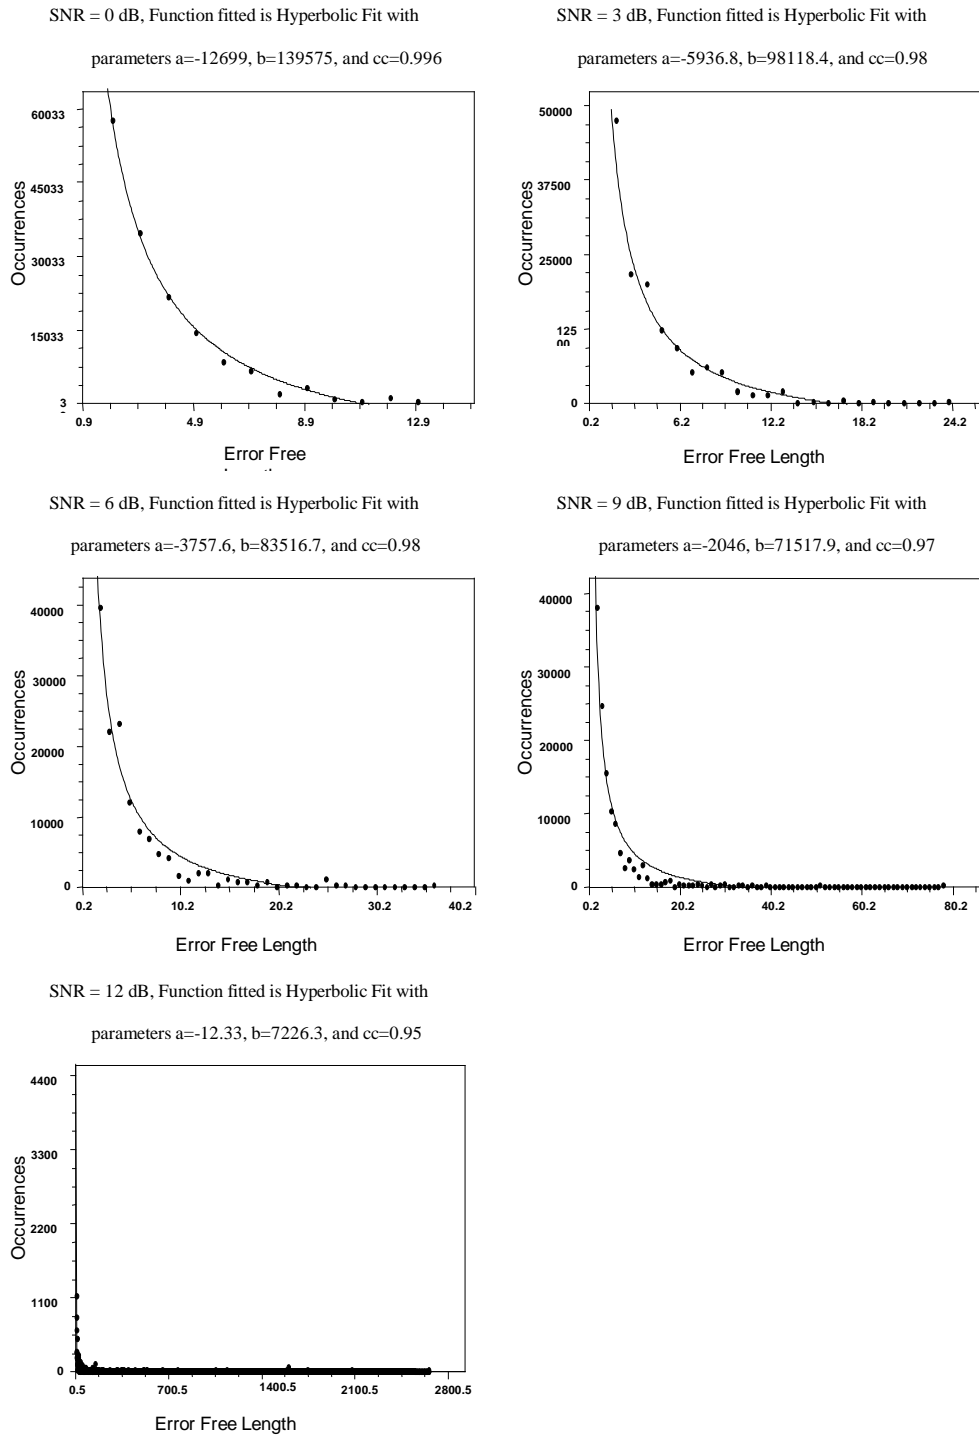 SNR = 0 dB, Function fitted is Hyperbolic Fit with
parameters a=-12699, b=139575, and cc=0.996
60033
45033
30033
15033
3
Occurrences
0.9 4.9 8.9 12.9
Error Free
SNR = 3 dB, Function fitted is Hyperbolic Fit with
parameters a=-5936.8, b=98118.4, and cc=0.98
50000
37500
25000
125
00
0
Occurrences
0.2 6.2 12.2 18.2 24.2
Error Free Length
SNR = 6 dB, Function fitted is Hyperbolic Fit with
parameters a=-3757.6, b=83516.7, and cc=0.98
40000
30000
20000
10000
0
Occurrences
0.2 10.2 20.2 30.2 40.2
Error Free Length
SNR = 9 dB, Function fitted is Hyperbolic Fit with
parameters a=-2046, b=71517.9, and cc=0.97
40000
30000
20000
10000
0
Occurrences
0.2 20.2 40.2 60.2 80.2
Error Free Length
SNR = 12 dB, Function fitted is Hyperbolic Fit with
parameters a=-12.33, b=7226.3, and cc=0.95
4400
3300
2200
1100
0
Occurrences
0.5 700.5 1400.5 2100.5 2800.5
Error Free Length